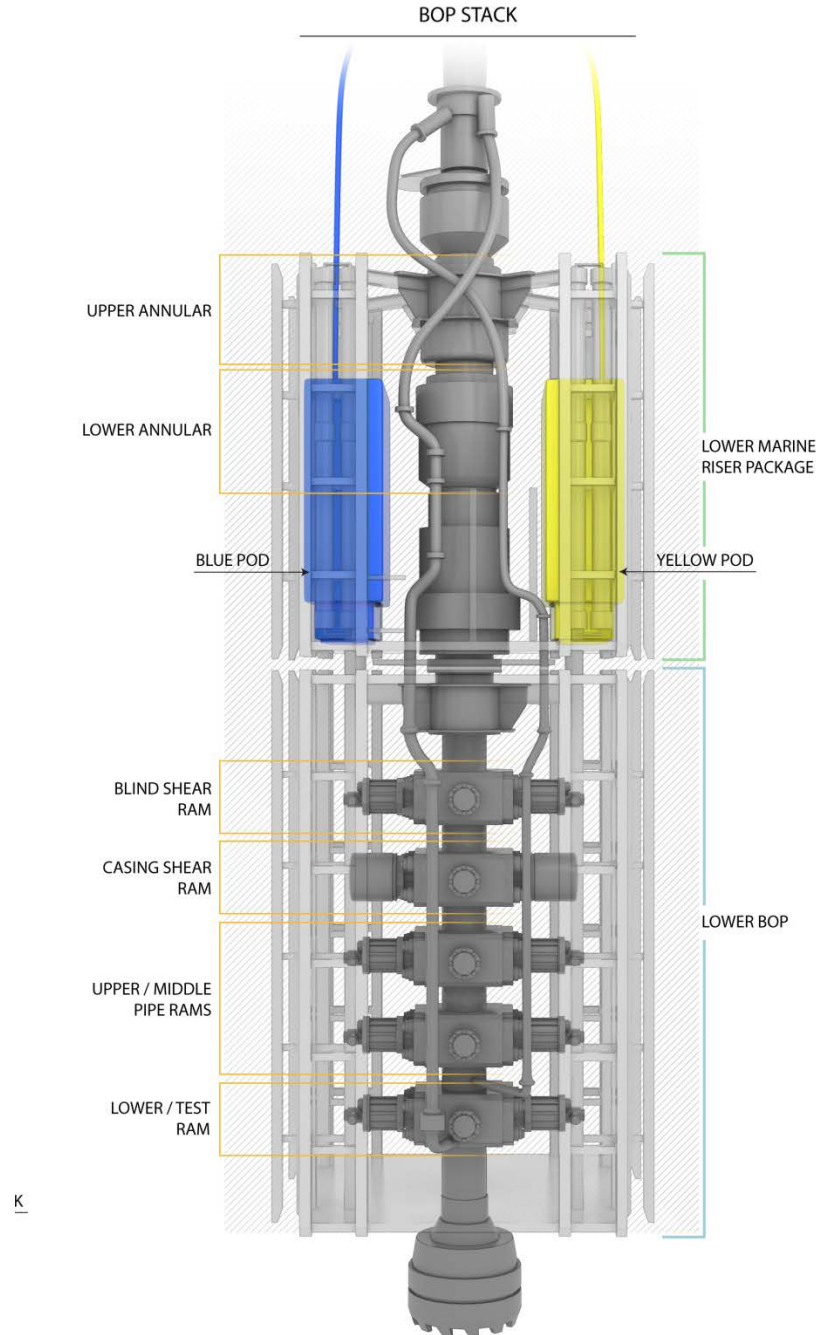 BOP STACK
UPPER ANNULAR
LOWER ANNULAR
LOWER MARINE
RISER PACKAGE
BLUE POD
YELLOW POD
BLIND SHEAR
RAM
CASING SHEAR
RAM
LOWER BOP
UPPER / MIDDLE
PIPE RAMS
LOWER / TEST
RAM
K